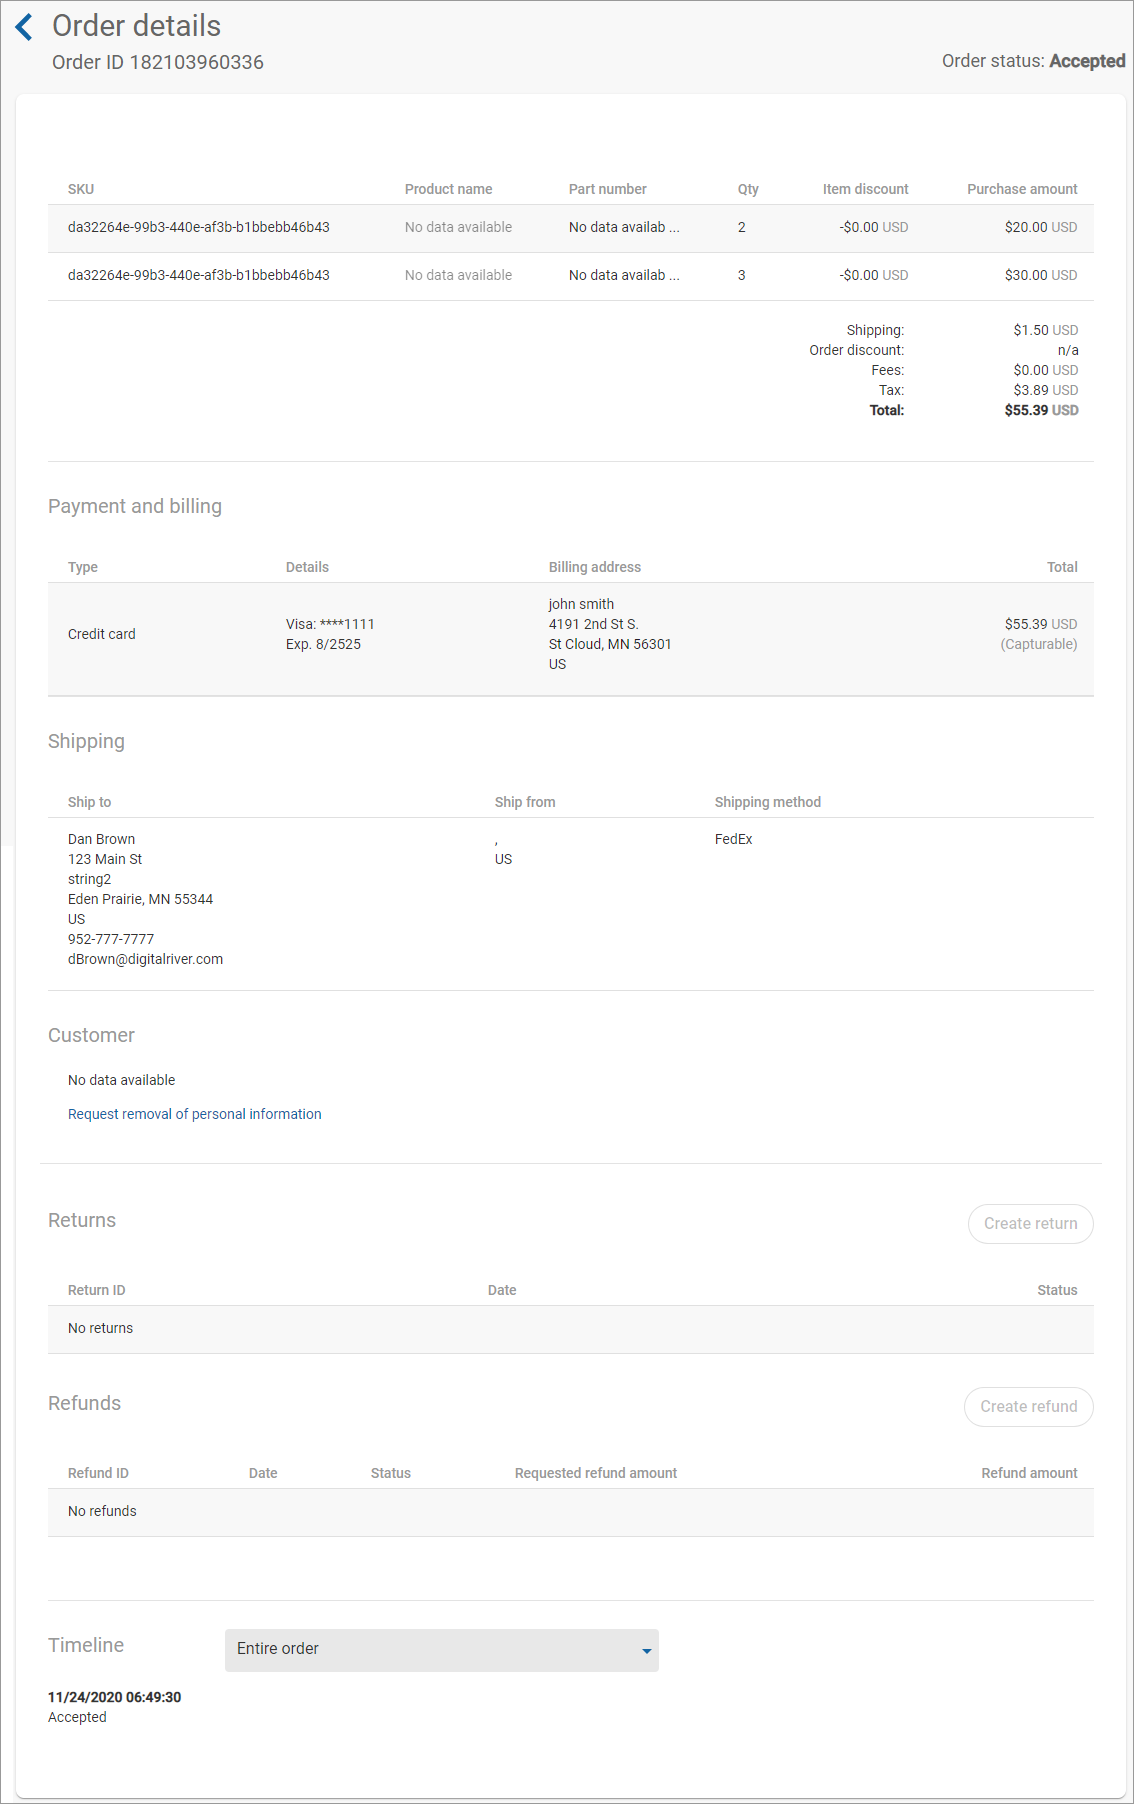 Order details
Order ID 182103960336
Order status: Accepted
SKU Product name Part number Qty Item discount Purchase amount
da32264e-99b3-440e-af3b-b1bbebb46b43 No data available No data availab ... 2 -$0.00 USD $20.00 USD
da32264e-99b3-440e-af3b-b1bbebb46b43 No data available No data availab ... 3 -$0.00 USD $30.00 USD
Shipping: $1.50 USD
Order discount: n/a
Fees: $0.00 USD
Tax: $3.89 USD
Total: $55.39 USD
Payment and billing
Type Details Billing address Total
Credit card
Visa: ****1111
Exp. 8/2525
john smith
4191 2nd St S.
St Cloud, MN 56301
US
$55.39 USD
(Capturable)
Shipping
Ship to Ship from Shipping method
Dan Brown
123 Main St
string2
Eden Prairie, MN 55344
US
952-777-7777
dBrown@digitalriver.com
,
US
FedEx
Customer
No data available
Request removal of personal information
Returns
Create return
Return ID Date Status
No returns
Refunds
Create refund
Refund ID Date Status Requested refund amount Refund amount
No refunds
Timeline
Entire order
11/24/2020 06:49:30
Accepted